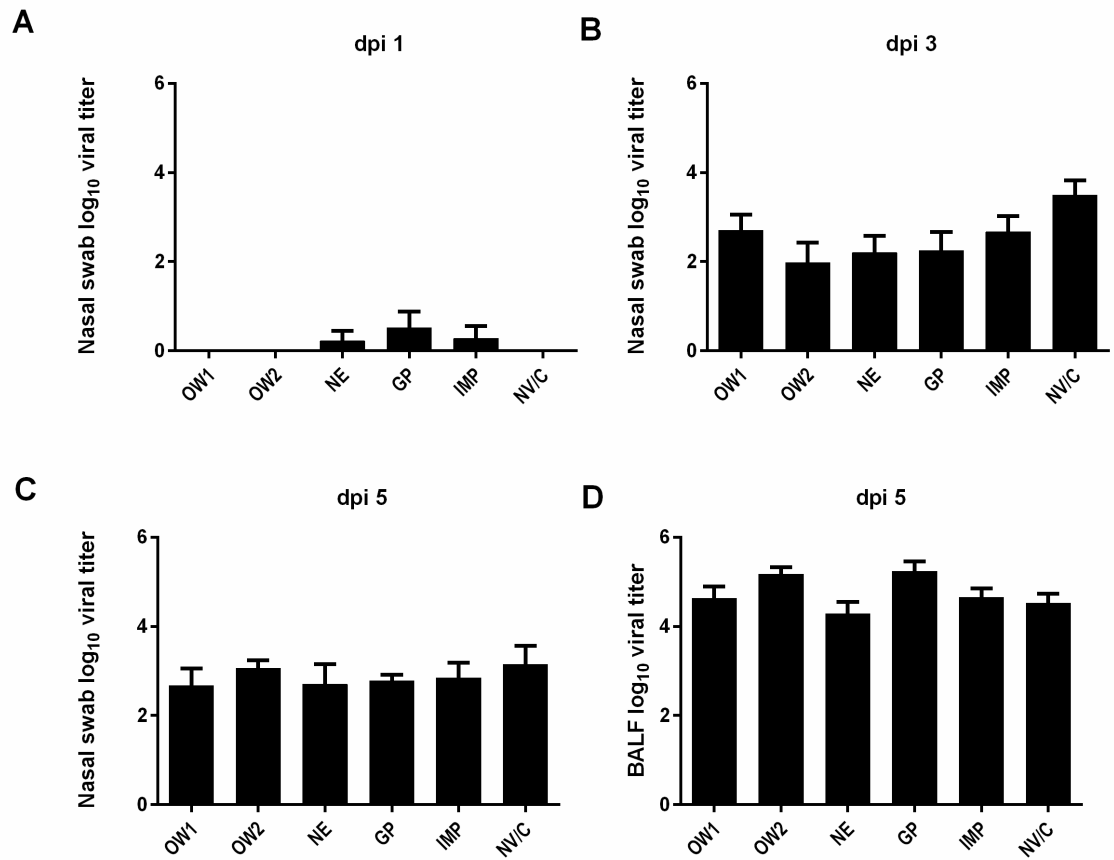 A
dpi 1
Nasal swab log10 viral titer
6
4
2
0
OW1
OW2
NE
GP
IMP
NV/C
B
dpi 3
Nasal swab log10 viral titer
6
4
2
0
OW1
OW2
NE
GP
IMP
NV/C
C
dpi 5
Nasal swab log10 viral titer
6
4
2
0
OW1
OW2
NE
GP
IMP
NV/C
D
dpi 5
BALF log10 viral titer
6
4
2
0
OW1
OW2
NE
GP
IMP
NV/C